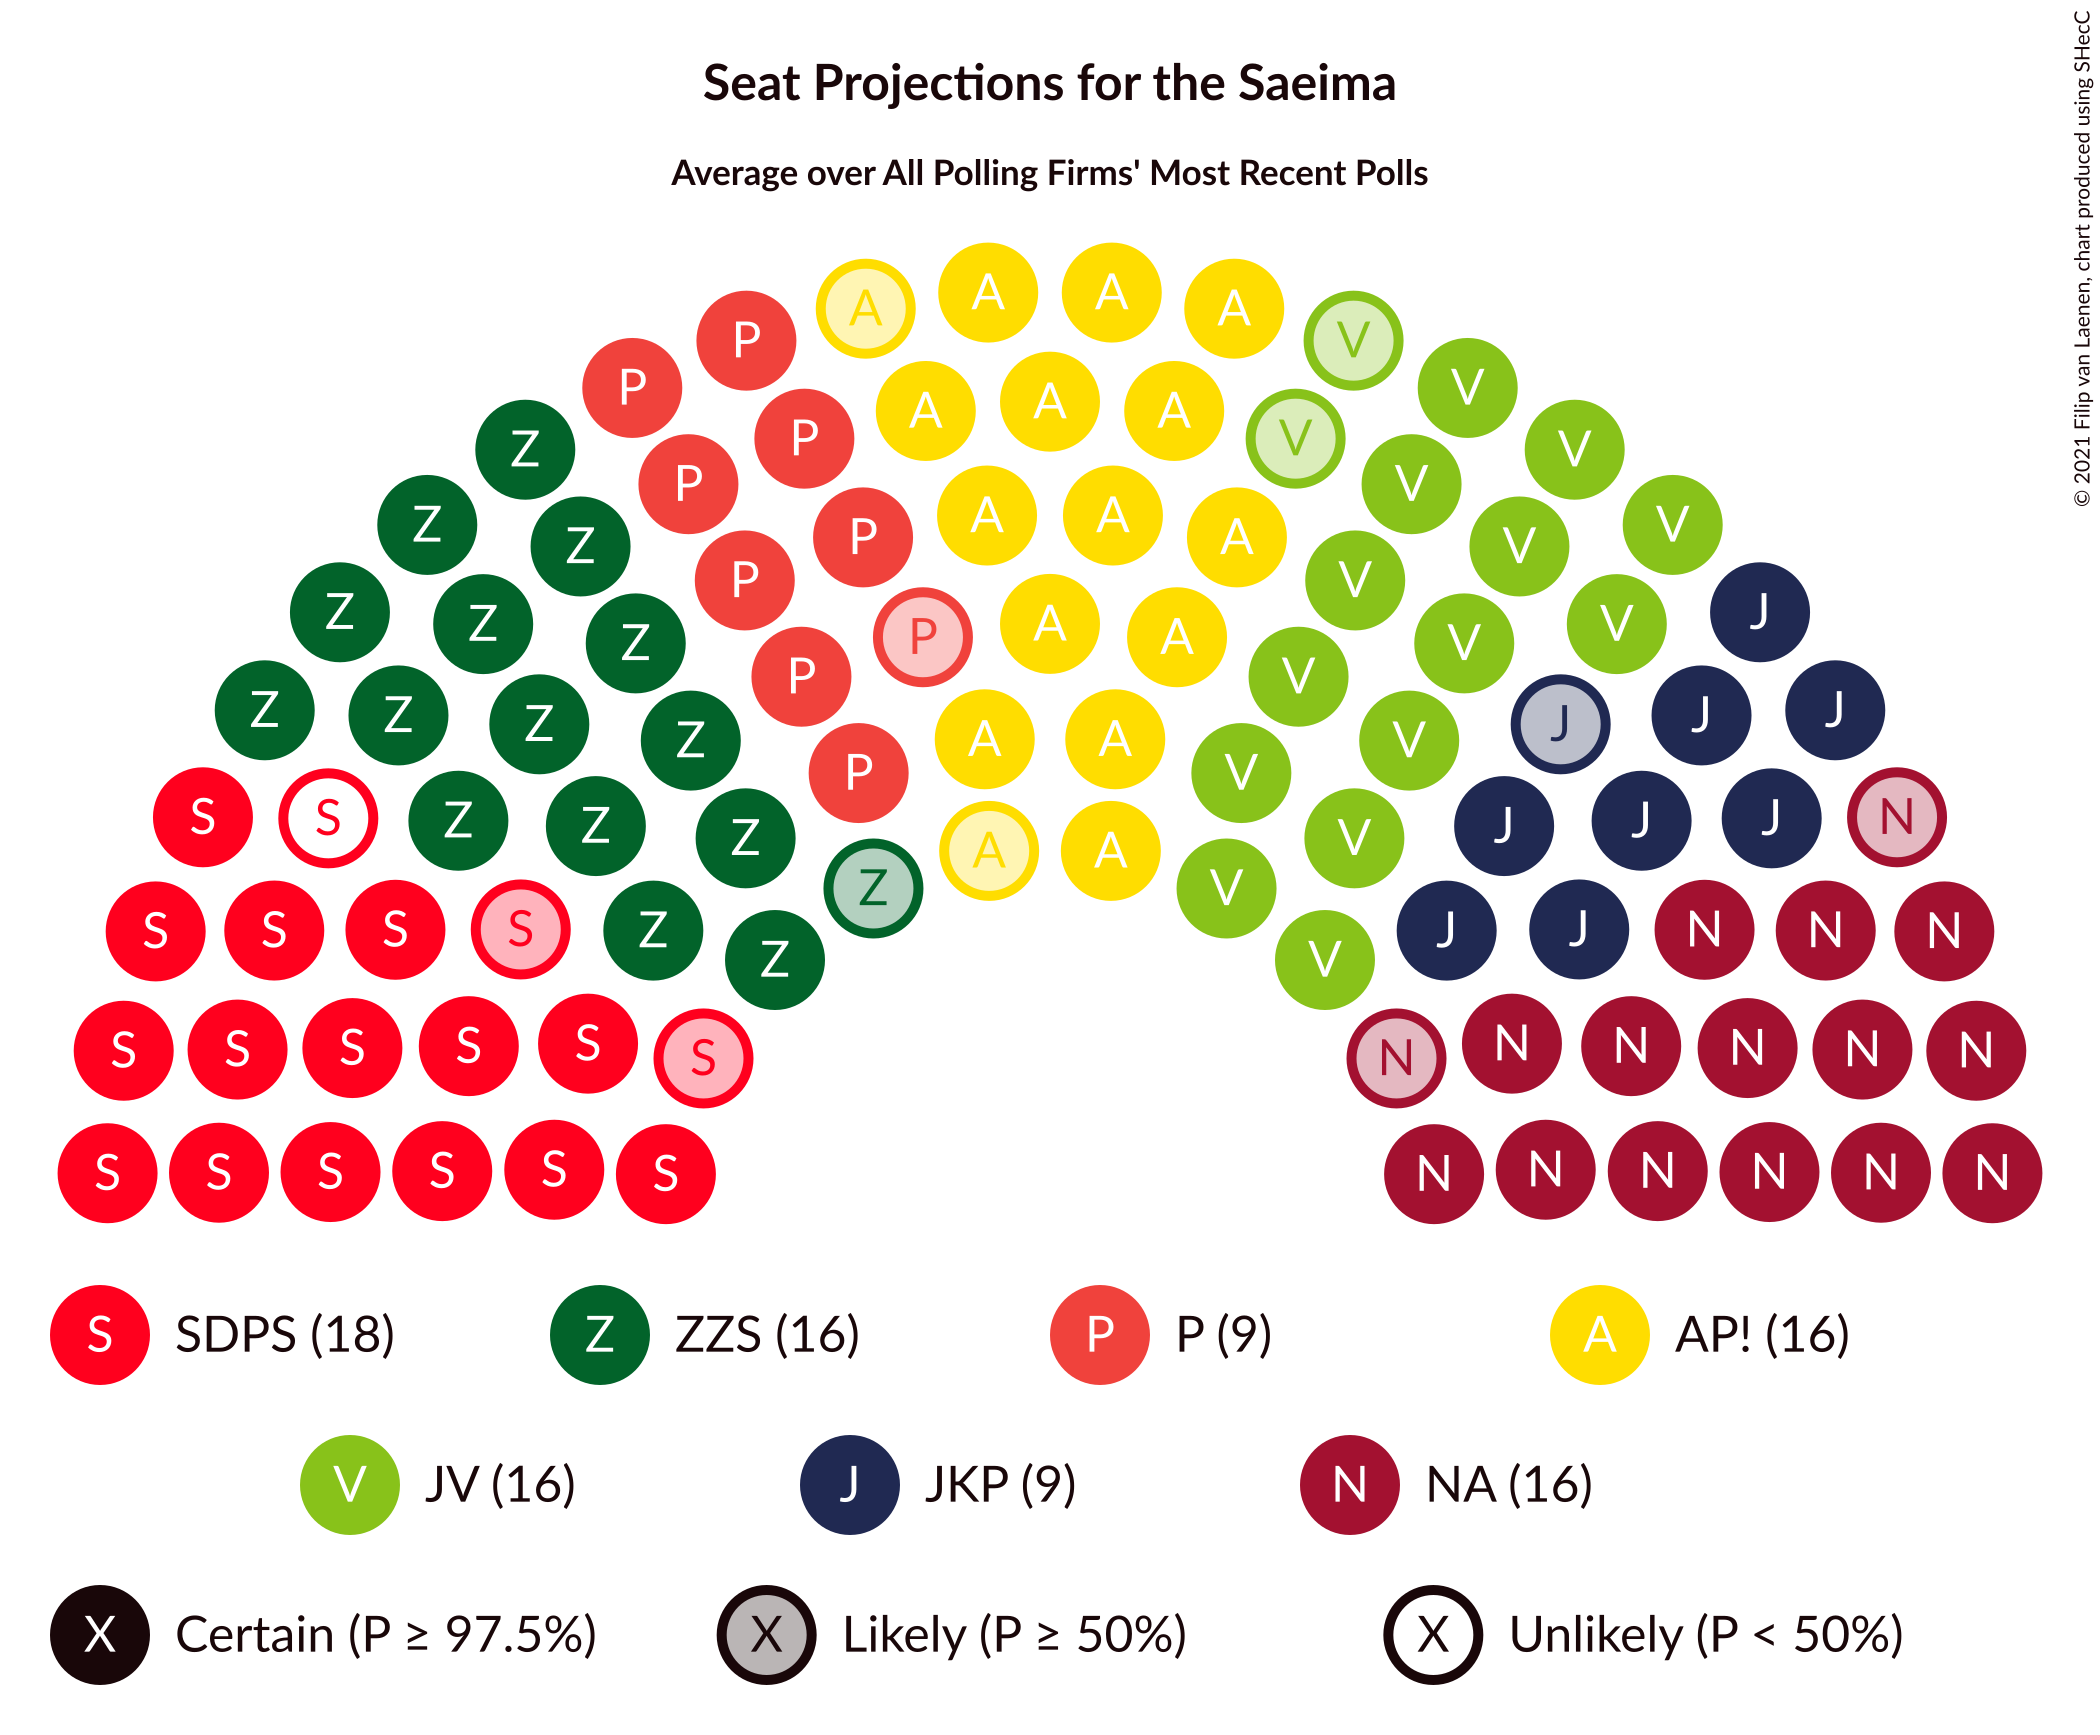 Seat Projections for the Saeima
Average over All Polling Firms' Most Recent Polls
© 2021 Filip van Laenen, chart produced using SHecC
A A A A
P P V V
A A A
P V V
Z P V V
A A A
Z P V V
Z P V V
Z P A A V J
Z Z P V V
Z Z A A J J J
Z Z P V V
S S Z Z Z A A V J J J N
Z V
S S S S Z Z V J J N N N
S S S S S S N N N N N N
S S S S S S N N N N N N
S SDPS (18) Z ZZS (16) P P (9) A AP! (16)
V JV (16) J JKP (9) N NA (16)
X Certain (P ≥ 97.5%) X Likely (P ≥ 50%) X Unlikely (P < 50%)